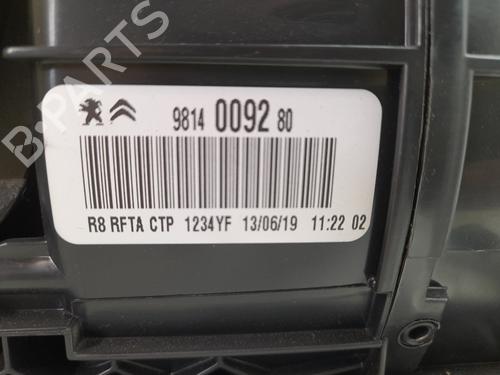 B-PARTS
9814 0092 80
R8 RFTA CTP 1234YF 13/06/19 11:22 02